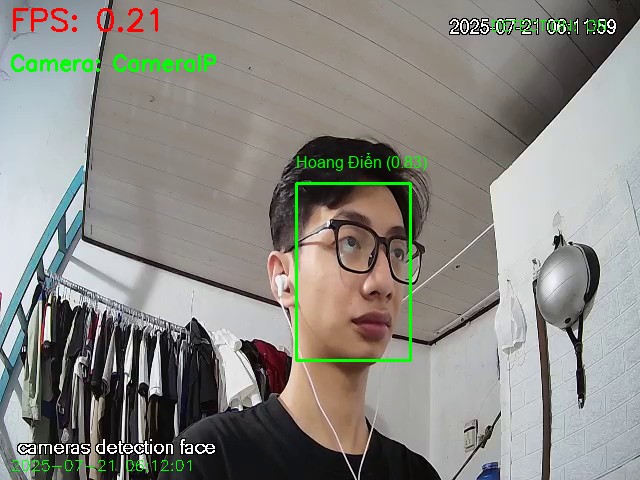 FPS: 0.21
2025-07-21 06:11:59
Camera: CameraIP
Hoang Điển (0.83)
cameras detection face
2025-07-21 06:12:01